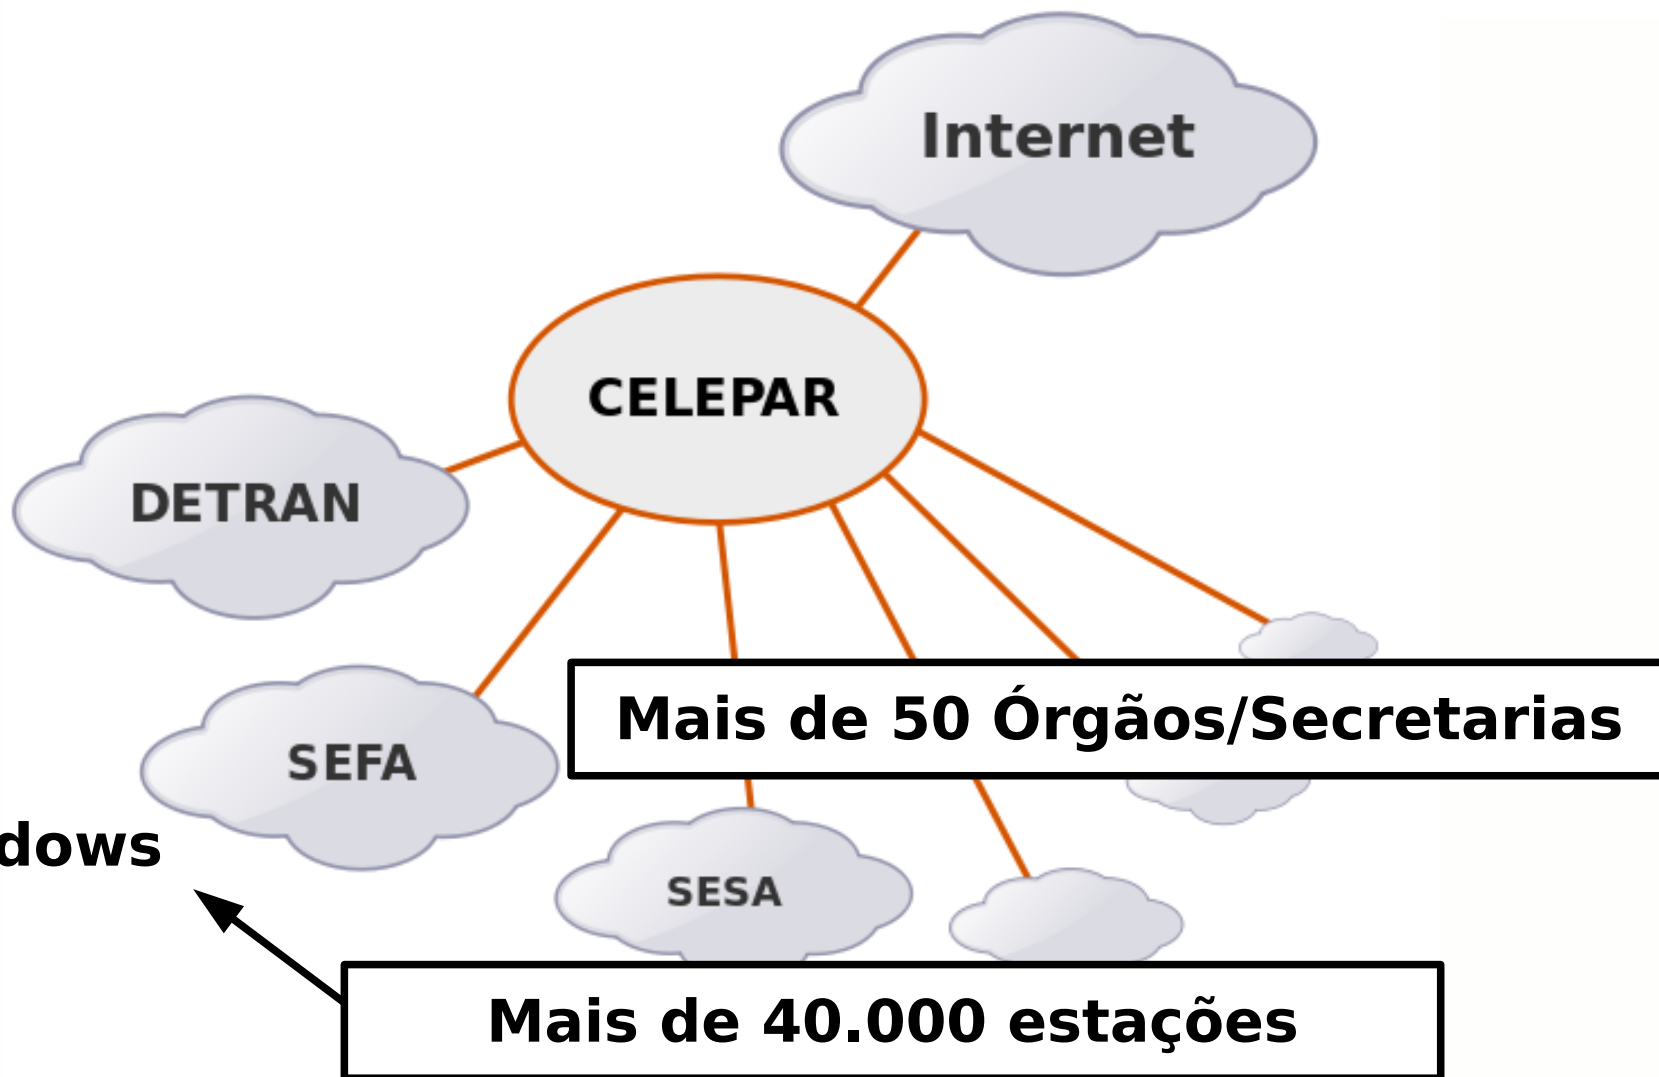 Internet
CELEPAR
DETRAN
Mais de 50 Órgãos/Secretarias
SEFA
dows
SESA
Mais de 40.000 estações